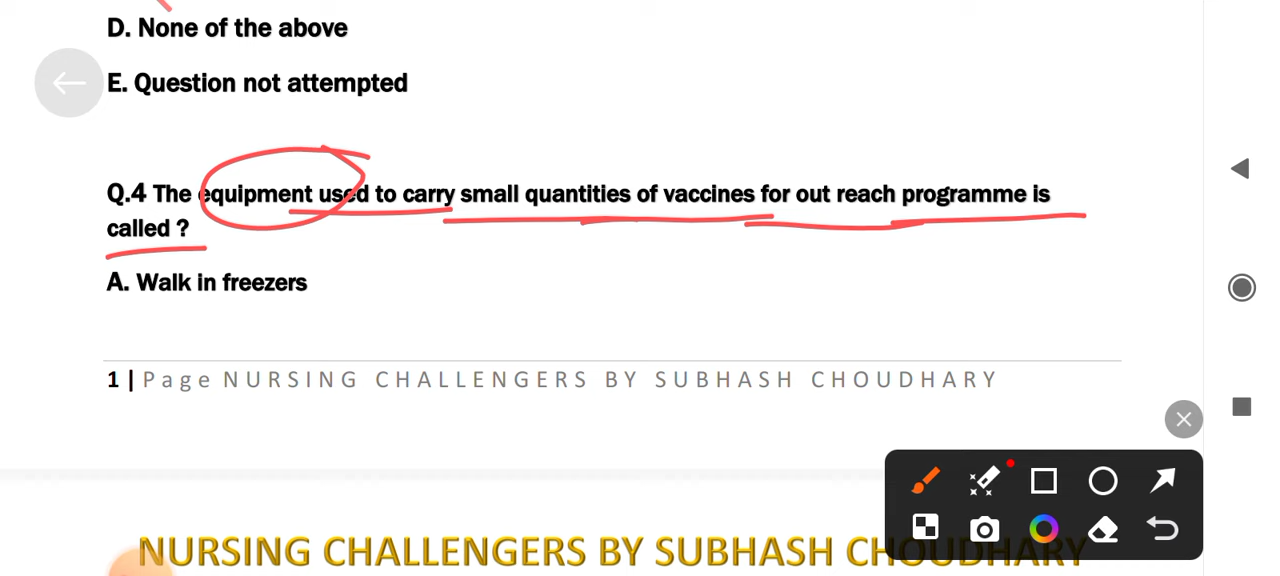 D. None of the above
E. Question not attempted
Q.4 The equipment used to carry small quantities of vaccines for out reach programme is
called ?
A. Walk in freezers
1 | Page NURSING CHALLENGERS BY SUBHASH CHOUDHARY
NURSING CHALLENGERS BY SUBHASH CHOUDHARY